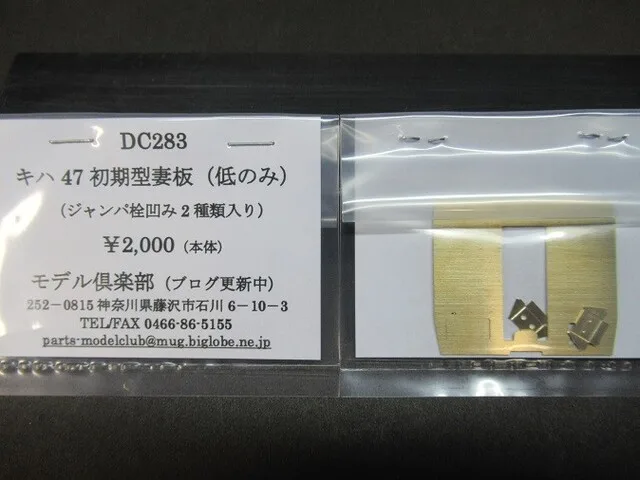 DC283
キハ 47 初期型妻板（低のみ）
（ジャンパ栓凹み 2 種類入り）
￥2,000（本体）
モデル倶楽部（ブログ更新中）
252－0815 神奈川県藤沢市石川 6－10－3
TEL/FAX 0466-86-5155
parts-modelclub@mug.biglobe.ne.jp